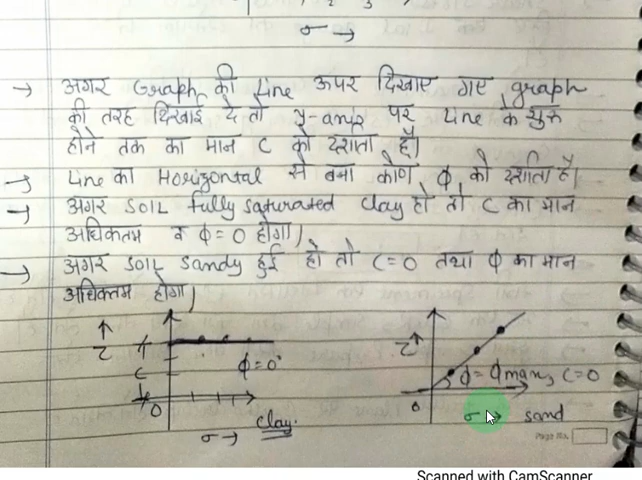 σ →
→ अगर Graph की Line ऊपर दिखाए गए graph
की तरह दिखाई दे तो y-axis पर Line के शुरू
होने तक का मान C को दर्शाता है।
→ Line का Horizontal से बना कोण φ को दर्शाता है।
→ अगर SOIL fully saturated clay हो तो C का मान
अधिकतम व φ=0 होगा।
→ अगर SOIL Sandy हुई हो तो C=0 तथा φ का मान
अधिकतम होगा।
τ ↑
C
φ=0°
0
σ →
clay.
τ ↑
φ=φmax, C=0
0
σ → sand
Page No.
Scanned with CamScanner